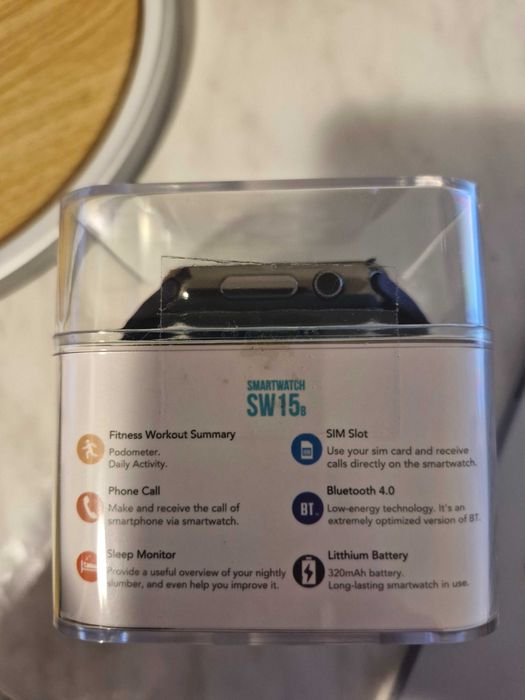 SMARTWATCH
SW15B
Fitness Workout Summary
Podometer.
Daily Activity.
Phone Call
Make and receive the call of
smartphone via smartwatch.
Sleep Monitor
Provide a useful overview of your nightly
slumber, and even help you improve it.
SIM Slot
Use your sim card and receive
calls directly on the smartwatch.
BT
Bluetooth 4.0
Low-energy technology. It's an
extremely optimized version of BT.
Litthium Battery
320mAh battery.
Long-lasting smartwatch in use.